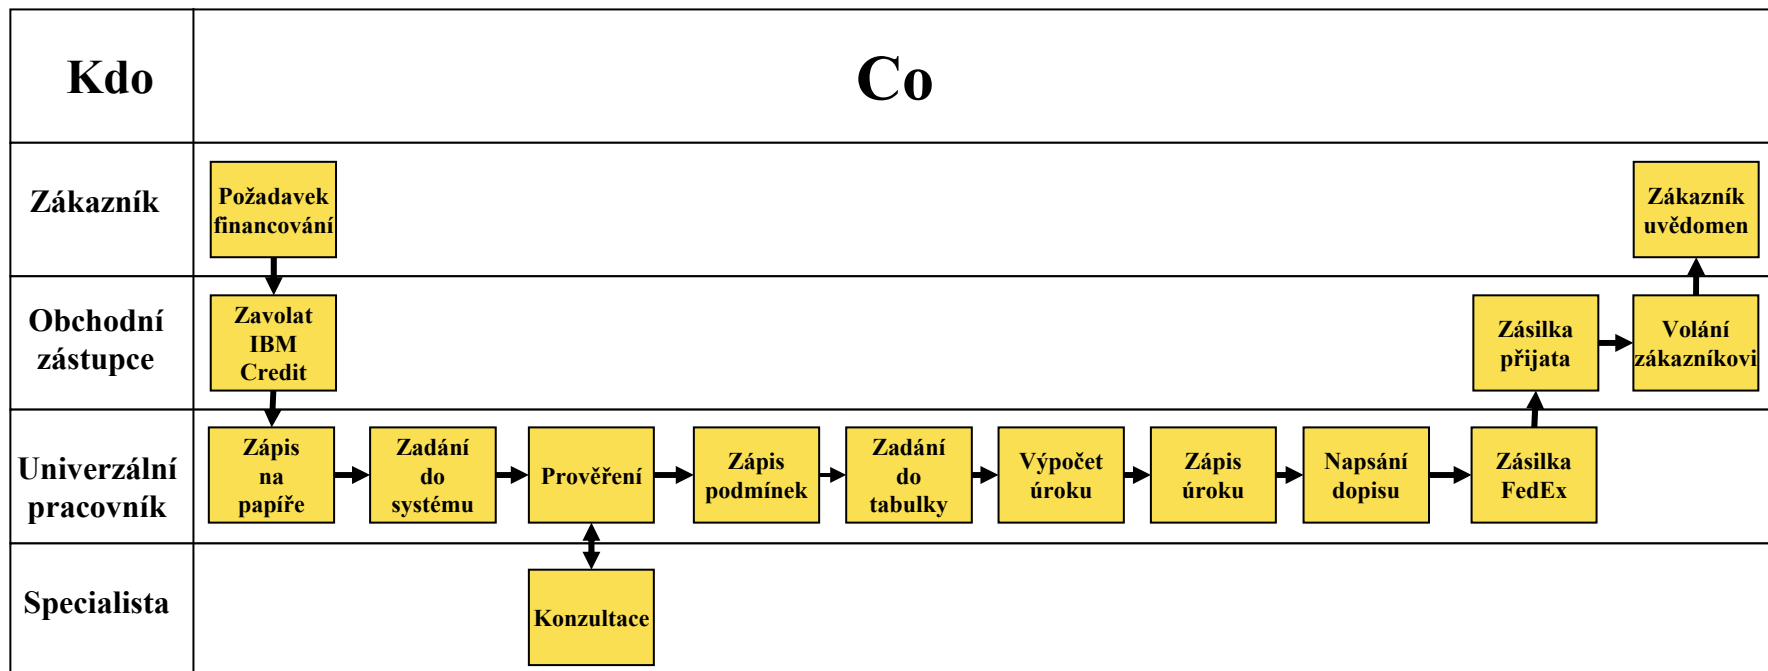 Kdo
Co
Zákazník
Požadavek
financování
Zákazník
uvědomen
Obchodní
zástupce
Zavolat
IBM
Credit
Zásilka
přijata
Volání
zákazníkovi
Univerzální
pracovník
Zápis
na
papíře
Zadání
do
systému
Prověření
Zápis
podmínek
Zadání
do
tabulky
Výpočet
úroku
Zápis
úroku
Napsání
dopisu
Zásilka
FedEx
Specialista
Konzultace